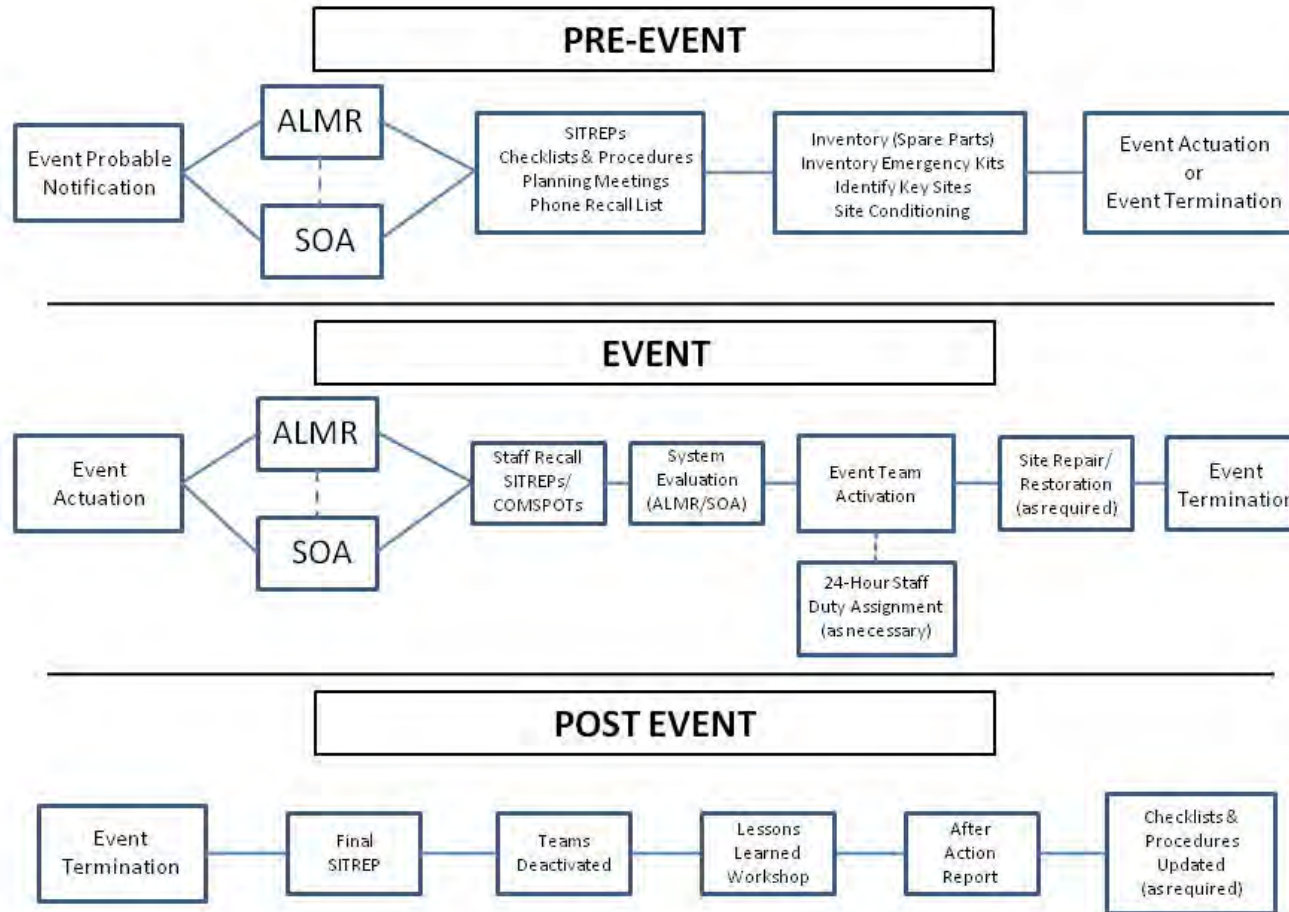 PRE-EVENT
Event Probable
Notification
ALMR
SOA
SITREPs
Checklists & Procedures
Planning Meetings
Phone Recall List
Inventory (Spare Parts)
Inventory Emergency Kits
Identify Key Sites
Site Conditioning
Event Actuation
or
Event Termination
EVENT
Event
Actuation
ALMR
SOA
Staff Recall
SITREPs/
COMSPOTs
System
Evaluation
(ALMR/SOA)
Event Team
Activation
24-Hour Staff
Duty Assignment
(as necessary)
Site Repair/
Restoration
(as required)
Event
Termination
POST EVENT
Event
Termination
Final
SITREP
Teams
Deactivated
Lessons
Learned
Workshop
After
Action
Report
Checklists &
Procedures
Updated
(as required)